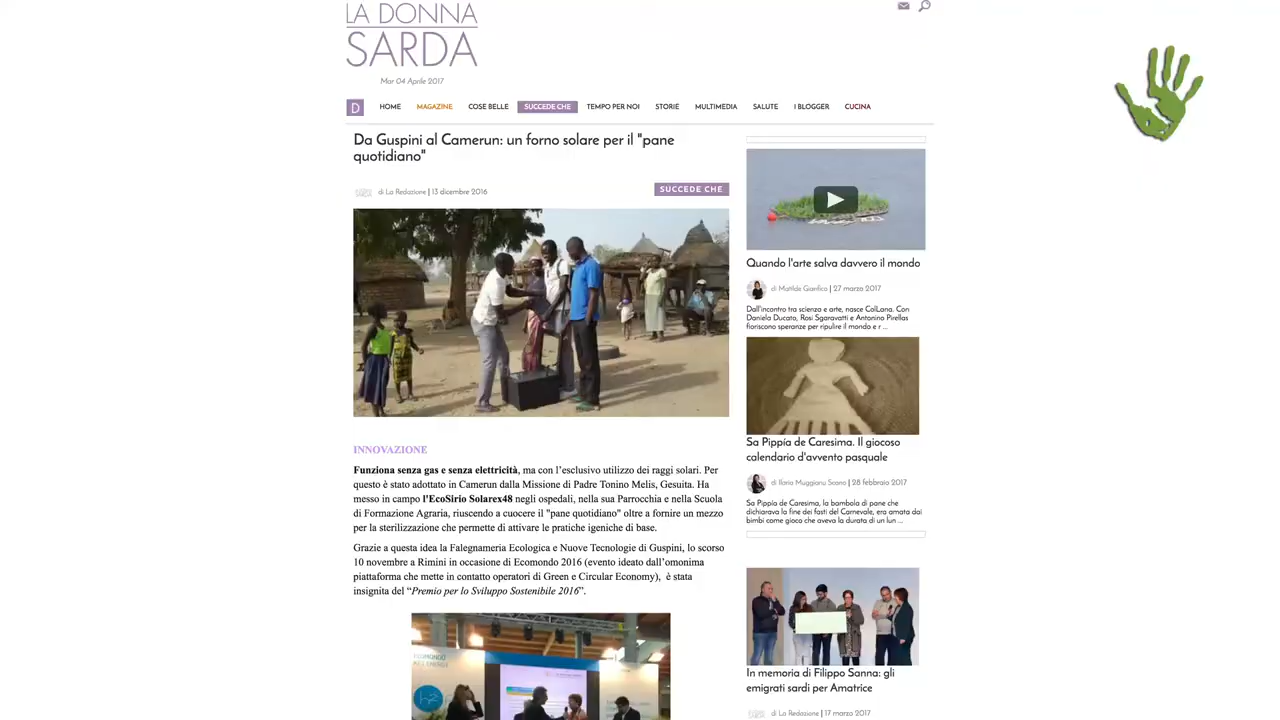 LA DONNA
SARDA
Mar 04 Aprile 2017
D
HOME MAGAZINE COSE BELLE SUCCEDE CHE TEMPO PER NOI STORIE MULTIMEDIA SALUTE I BLOGGER CUCINA
Da Guspini al Camerun: un forno solare per il "pane
quotidiano"
di La Redazione | 13 dicembre 2016
SUCCEDE CHE
INNOVAZIONE
Funziona senza gas e senza elettricità, ma con l'esclusivo utilizzo dei raggi solari. Per
questo è stato adottato in Camerun dalla Missione di Padre Tonino Melis, Gesuita. Ha
messo in campo l'EcoSirio Solarex48 negli ospedali, nella sua Parrocchia e nella Scuola
di Formazione Agraria, riuscendo a cuocere il "pane quotidiano" oltre a fornire un mezzo
per la sterilizzazione che permette di attivare le pratiche igeniche di base.
Grazie a questa idea la Falegnameria Ecologica e Nuove Tecnologie di Guspini, lo scorso
10 novembre a Rimini in occasione di Ecomondo 2016 (evento ideato dall'omonima
piattaforma che mette in contatto operatori di Green e Circular Economy), è stata
insignita del "Premio per lo Sviluppo Sostenibile 2016".
Quando l'arte salva davvero il mondo
di Matilde Gianfica | 27 marzo 2017
Dall'incontro tra scienza e arte, nasce ColLana. Con
Daniela Ducato, Rosi Sgaravatti e Antonino Pirellas
fioriscono speranze per ripulire il mondo e r ...
Sa Pippía de Caresima. Il giocoso
calendario d'avvento pasquale
di Ilaria Muggianu Scano | 28 febbraio 2017
Sa Pippía de Caresima, la bambola di pane che
dichiarava la fine dei fasti del Carnevale, era amata dai
bimbi come gioco che aveva la durata di un lun ...
In memoria di Filippo Sanna: gli
emigrati sardi per Amatrice
di La Redazione | 17 marzo 2017